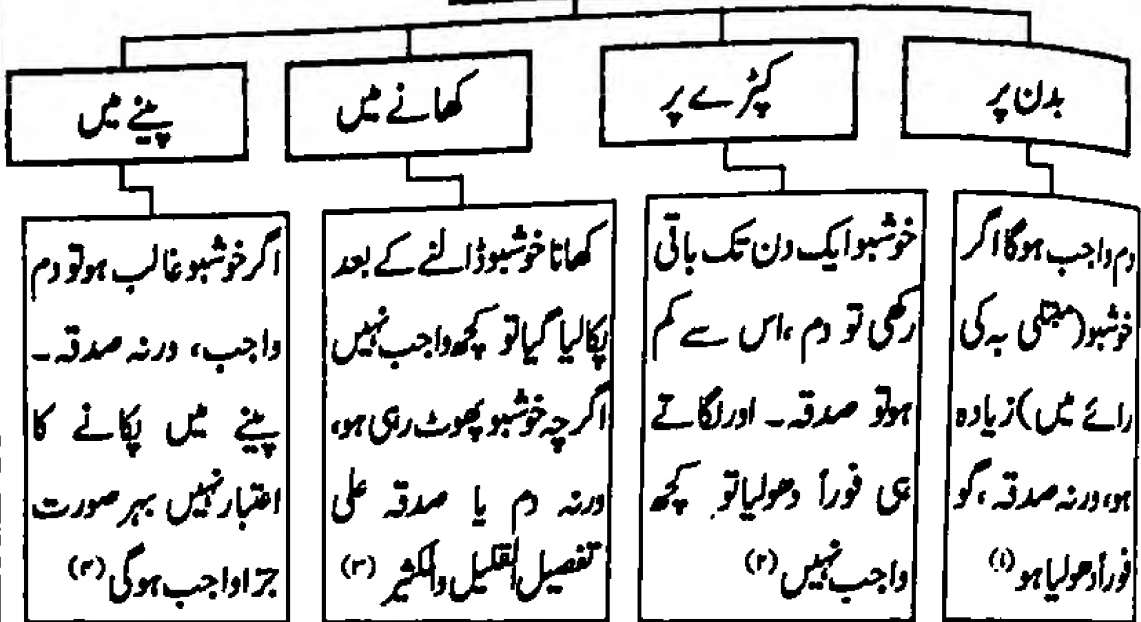 بدن پر
کپڑے پر
کھانے میں
پینے میں
دم واجب ہوگا اگر
خوشبو (مبتلی بہ کی
رائے میں) زیادہ
ہو، ورنہ صدقہ، گو
فوراً دھولیا ہو (۱)
خوشبو ایک دن تک باقی
رکھی تو دم، اس سے کم
ہو تو صدقہ۔ اور لگاتے
ہی فوراً دھولیا تو کچھ
واجب نہیں (۲)
کھانا خوشبو ڈالنے کے بعد
پکالیا گیا تو کچھ واجب نہیں
اگرچہ خوشبو پھوٹ رہی ہو،
ورنہ دم یا صدقہ علی
تفصیل القلیل والکثیر (۳)
اگر خوشبو غالب ہو تو دم
واجب، ورنہ صدقہ۔
پینے میں پکانے کا
اعتبار نہیں بہر صورت
جزا واجب ہوگی (۴)